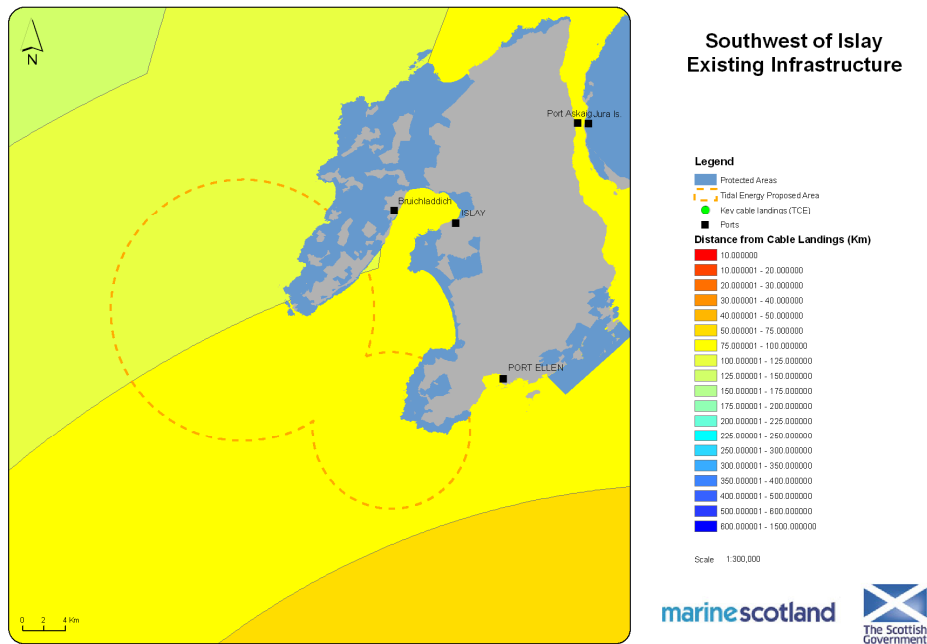 Southwest of Islay
Existing Infrastructure
N
Port Askaig Jura Is.
Bruichladdich
ISLAY
PORT ELLEN
0 2 4 Km
Legend
Protected Areas
Tidal Energy Proposed Area
Key cable landings (TCE)
Ports
Distance from Cable Landings (Km)
10.000000
10.000001 - 20.000000
20.000001 - 30.000000
30.000001 - 40.000000
40.000001 - 50.000000
50.000001 - 75.000000
75.000001 - 100.000000
100.000001 - 125.000000
125.000001 - 150.000000
150.000001 - 175.000000
175.000001 - 200.000000
200.000001 - 225.000000
225.000001 - 250.000000
250.000001 - 300.000000
300.000001 - 350.000000
350.000001 - 400.000000
400.000001 - 500.000000
500.000001 - 600.000000
600.000001 - 1500.000000
Scale 1:300,000
marinescotland
The Scottish
Government